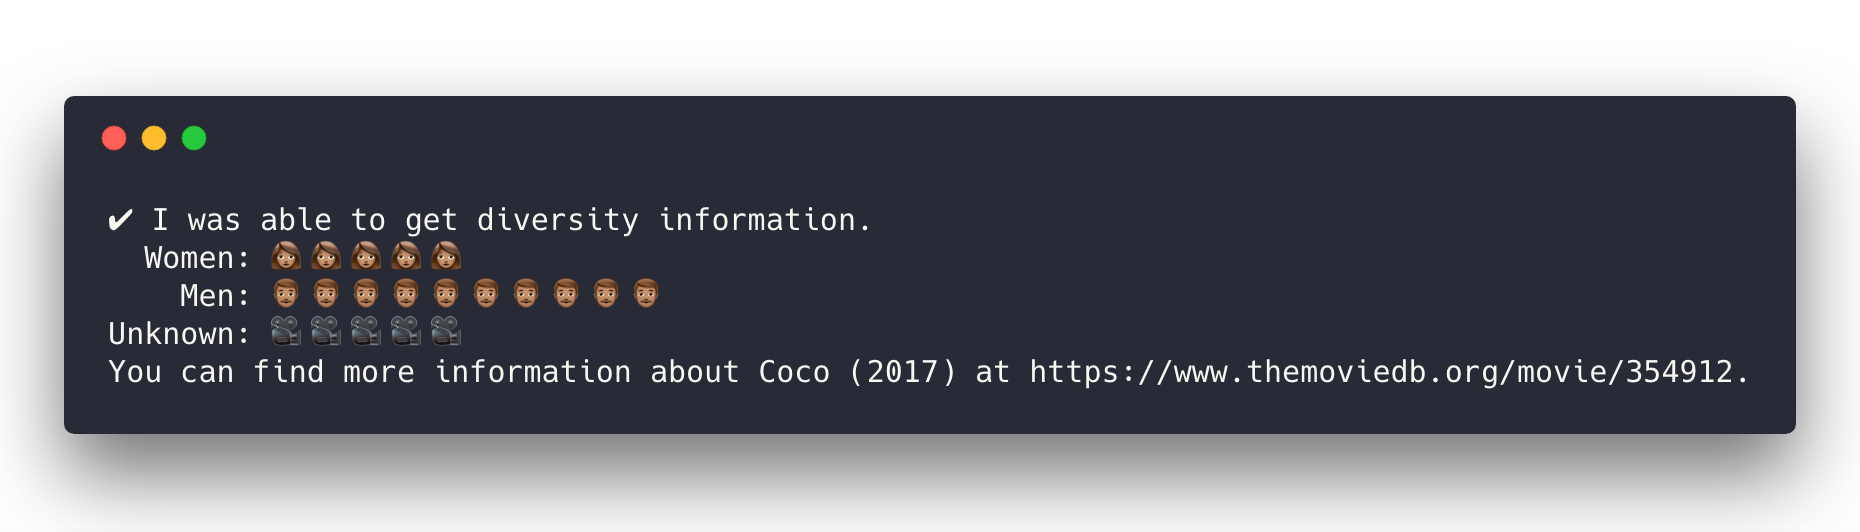 ✔ I was able to get diversity information.
Women: 👩🏽👩🏽👩🏽👩🏽👩🏽
Men: 👨🏽👨🏽👨🏽👨🏽👨🏽👨🏽👨🏽👨🏽👨🏽👨🏽
Unknown: 🎥🎥🎥🎥🎥
You can find more information about Coco (2017) at https://www.themoviedb.org/movie/354912.